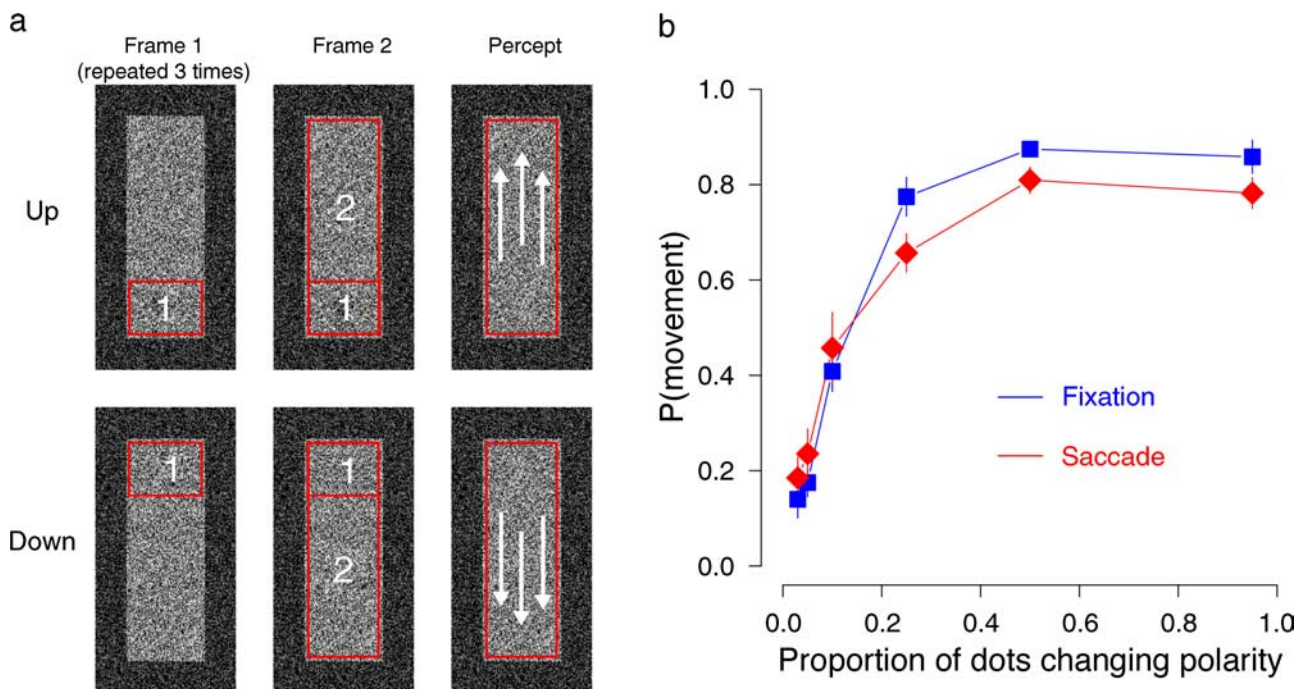 a
Frame 1
(repeated 3 times)
Frame 2
Percept
Up
1
2
1
Down
1
1
2
b
P(movement)
1.0
0.8
0.6
0.4
0.2
0.0
Fixation
Saccade
0.0 0.2 0.4 0.6 0.8 1.0
Proportion of dots changing polarity